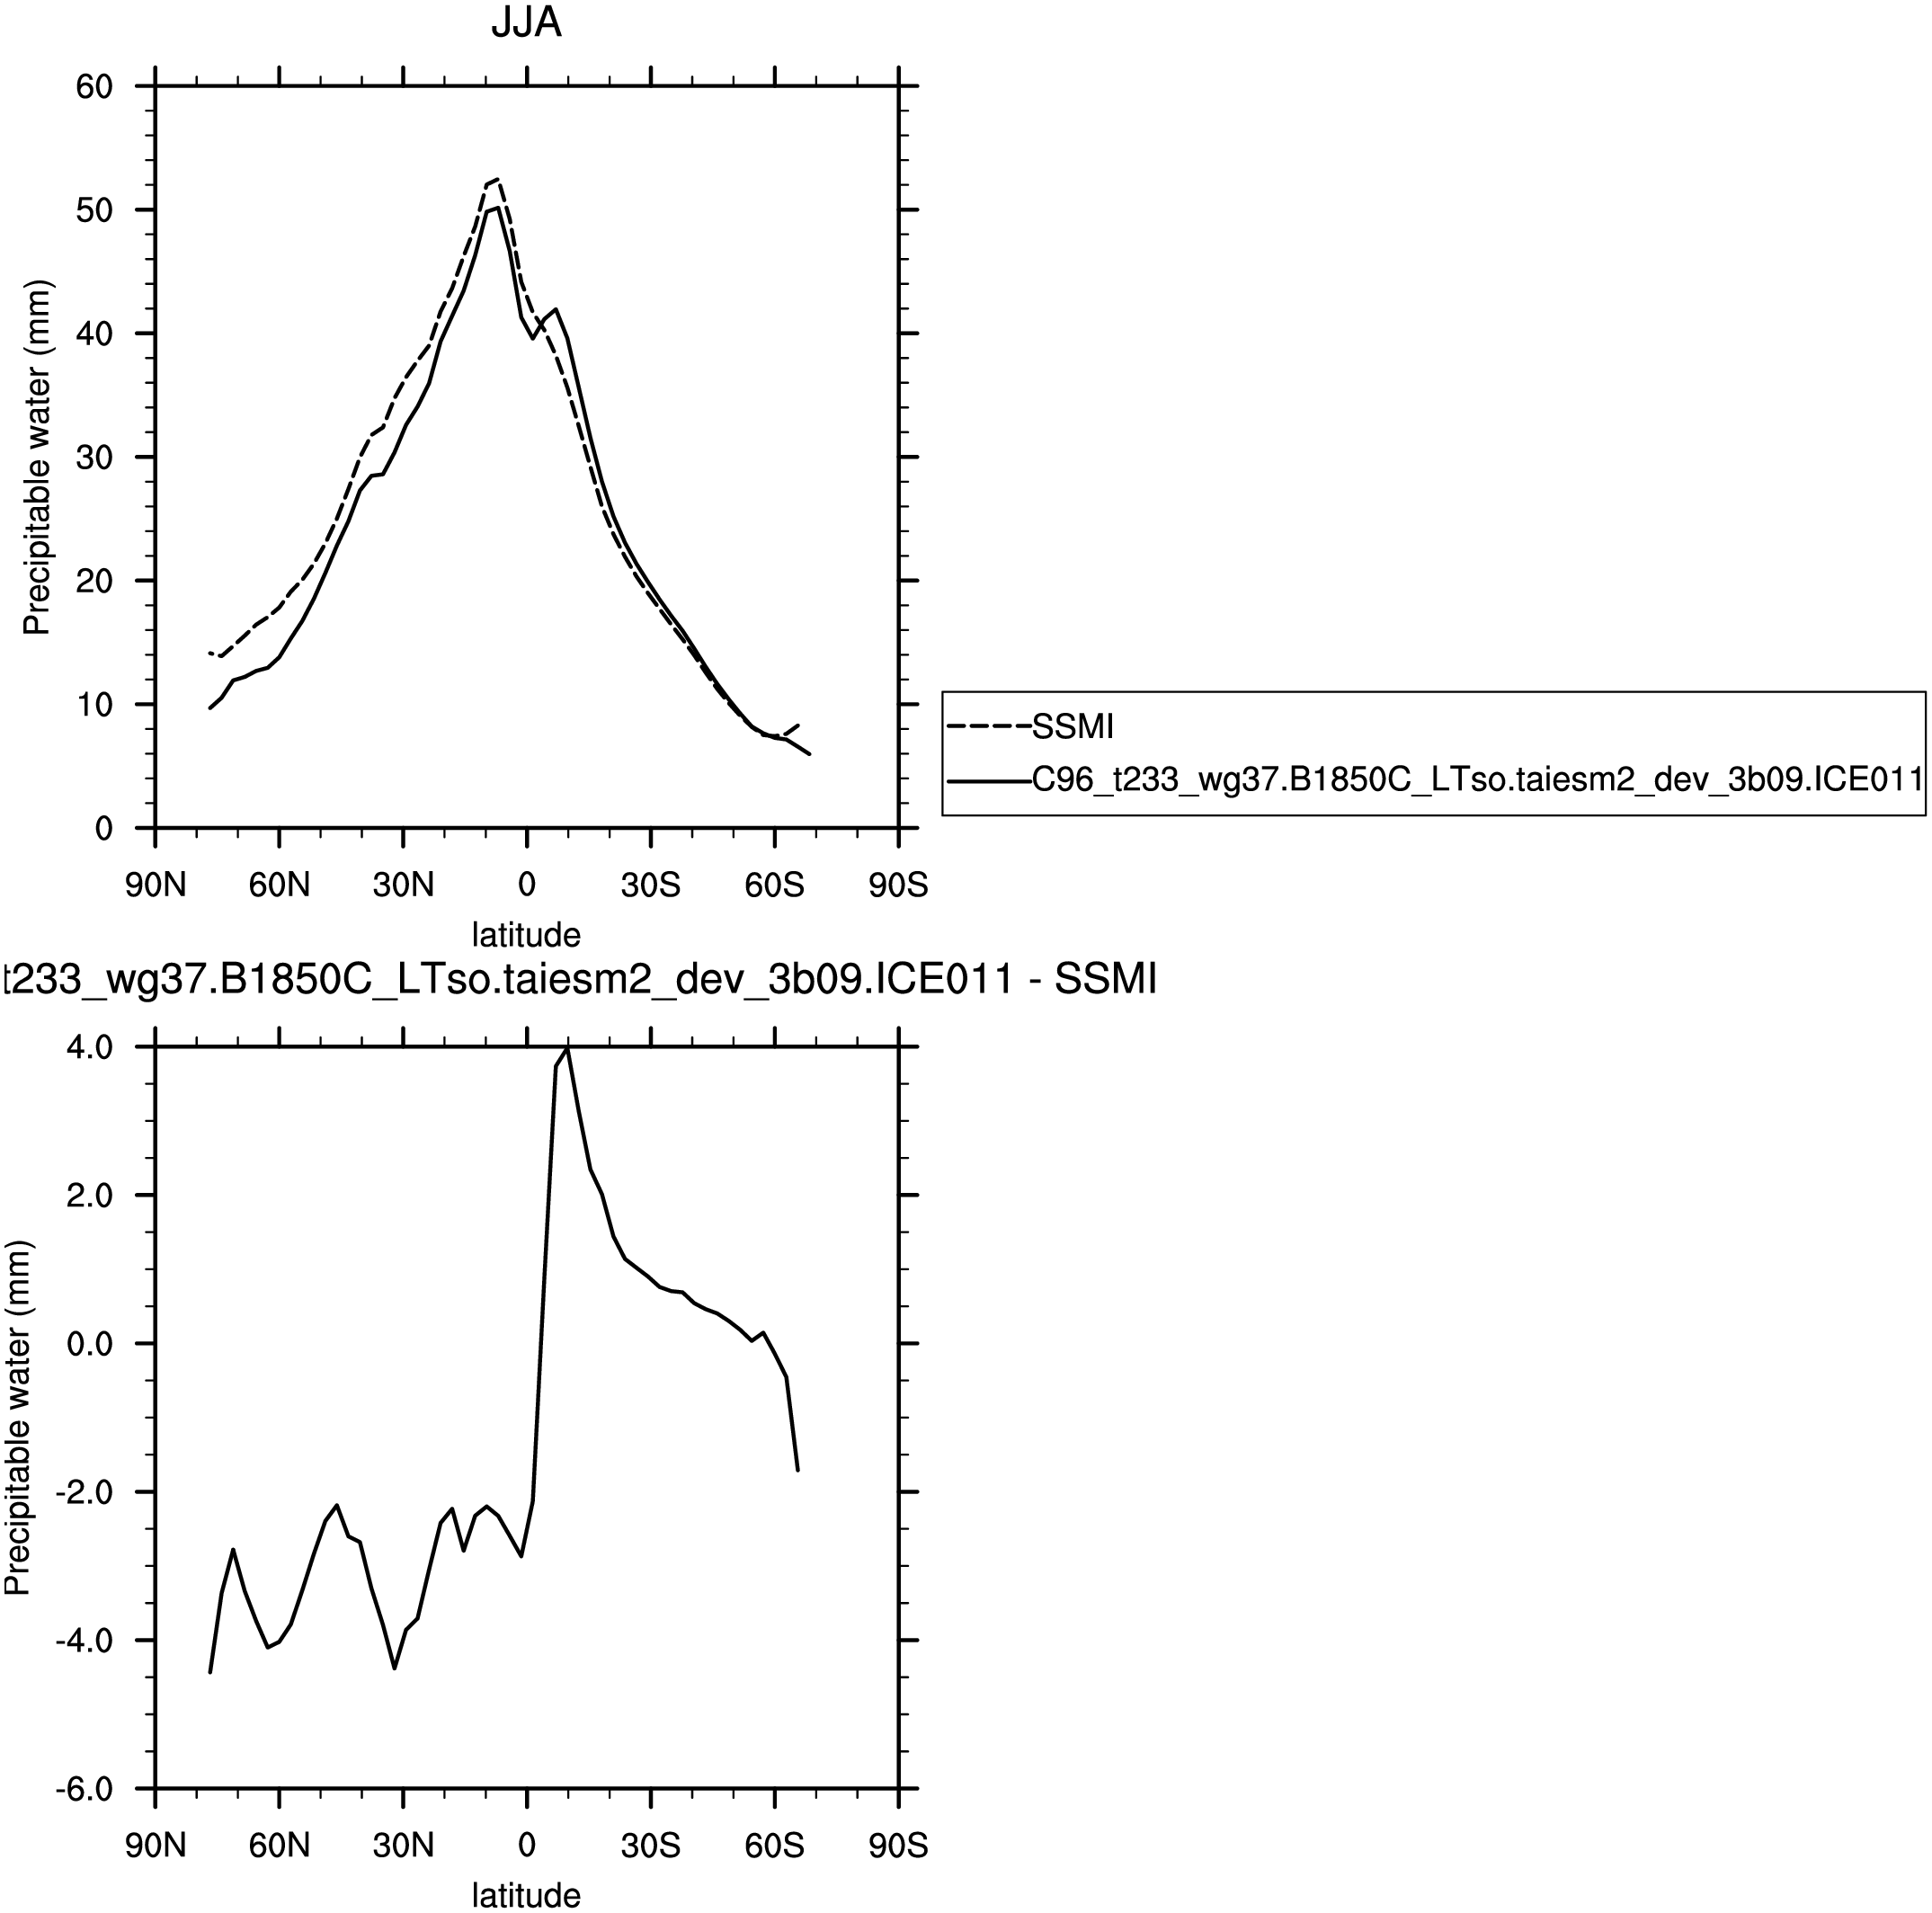 JJA
60
50
40
30
20
10
0
Precipitable water (mm)
90N 60N 30N 0 30S 60S 90S
latitude
SSMI
C96_t233_wg37.B1850C_LTso.taiesm2_dev_3b09.ICE011
t233_wg37.B1850C_LTso.taiesm2_dev_3b09.ICE011 - SSMI
4.0
2.0
0.0
-2.0
-4.0
-6.0
Precipitable water (mm)
90N 60N 30N 0 30S 60S 90S
latitude